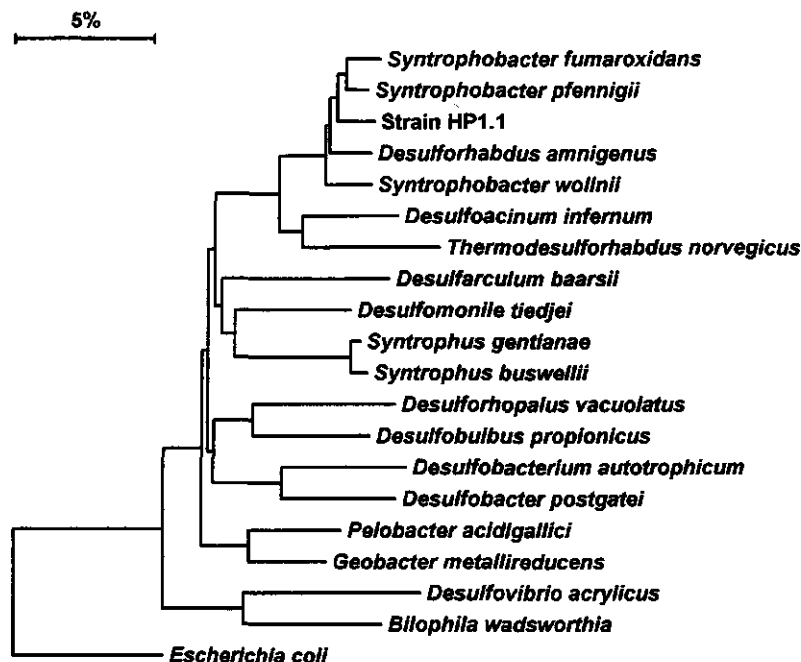 5%
Syntrophobacter fumaroxidans
Syntrophobacter pfennigii
Strain HP1.1
Desulforhabdus amnigenus
Syntrophobacter wolinii
Desulfoacinum infernum
Thermodesulforhabdus norvegicus
Desulfarculum baarsii
Desulfomonile tiedjei
Syntrophus gentianae
Syntrophus buswellii
Desulforhopalus vacuolatus
Desulfobulbus propionicus
Desulfobacterium autotrophicum
Desulfobacter postgatei
Pelobacter acidigallici
Geobacter metallireducens
Desulfovibrio acrylicus
Bilophila wadsworthia
Escherichia coli